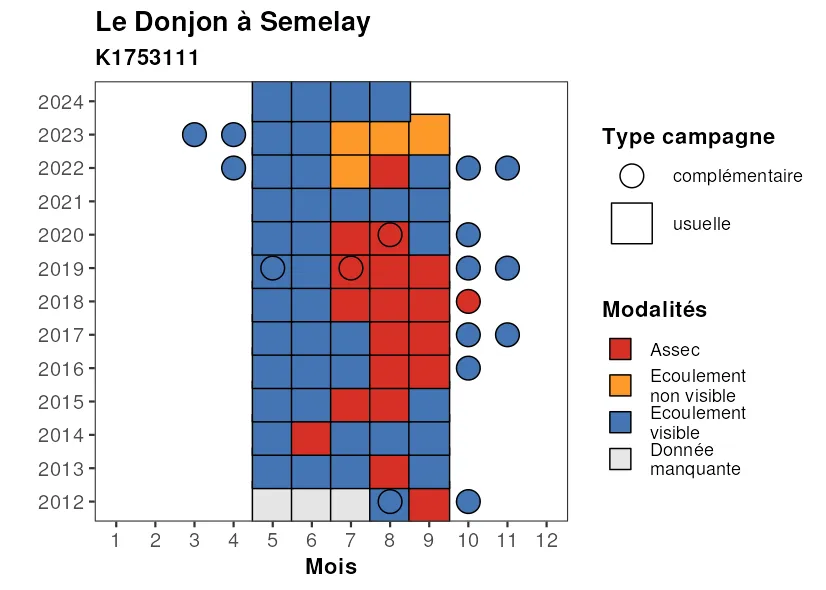 Le Donjon à Semelay
K1753111
2024
2023
2022
2021
2020
2019
2018
2017
2016
2015
2014
2013
2012
1 2 3 4 5 6 7 8 9 10 11 12
Mois
Type campagne
complémentaire
usuelle
Modalités
Assec
Ecoulement
non visible
Ecoulement
visible
Donnée
manquante